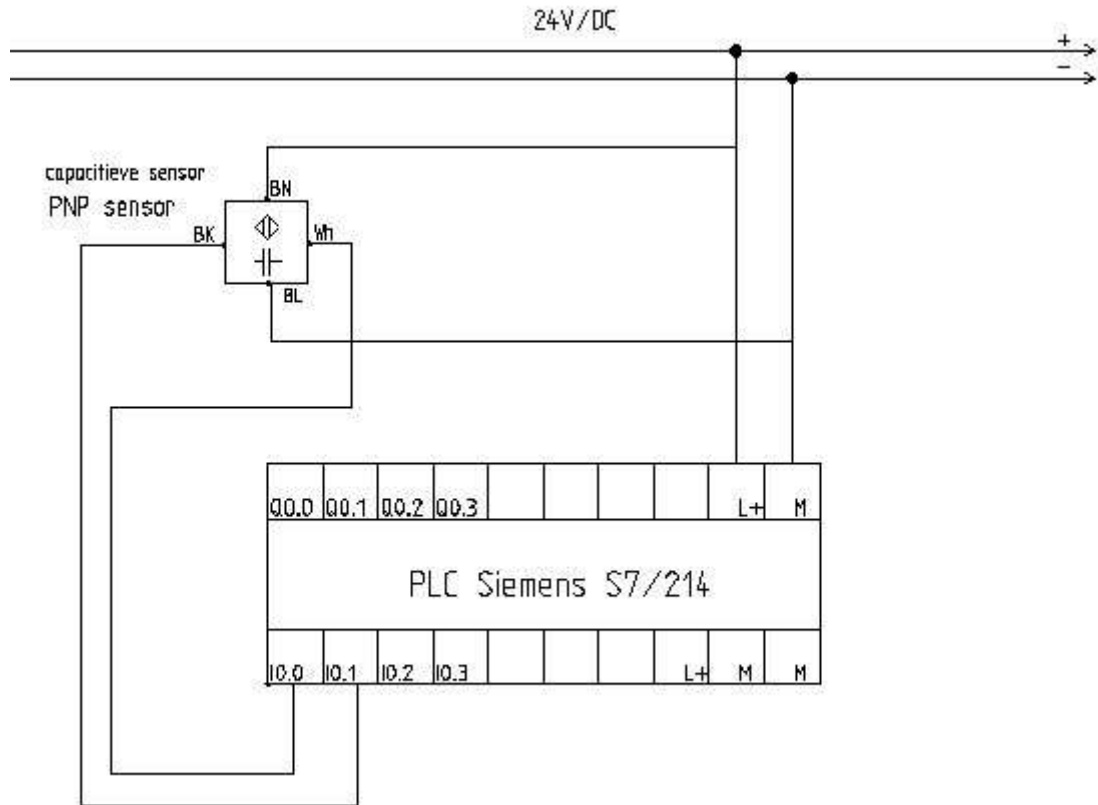 24V/DC
+
-
capacitieve sensor
PNP sensor
BN
BK
Wh
BL
Q0.0 Q0.1 Q0.2 Q0.3 L+ M
PLC Siemens S7/214
I0.0 I0.1 I0.2 I0.3 L+ M M